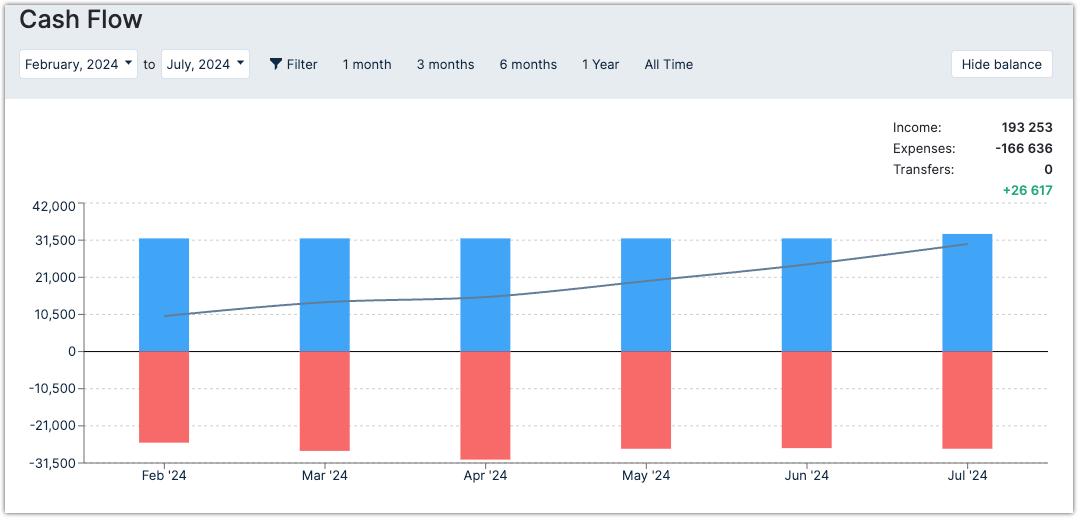 Cash Flow
February, 2024 to July, 2024 Filter 1 month 3 months 6 months 1 Year All Time Hide balance
Income: 193 253
Expenses: -166 636
Transfers: 0
+26 617
42,000
31,500
21,000
10,500
0
-10,500
-21,000
-31,500
Feb '24 Mar '24 Apr '24 May '24 Jun '24 Jul '24